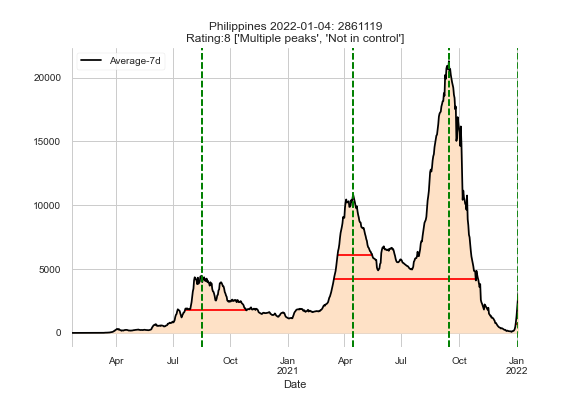 Philippines 2022-01-04: 2861119
Rating:8 ['Multiple peaks', 'Not in control']
Average-7d
20000
15000
10000
5000
0
Apr Jul Oct Jan Apr Jul Oct Jan
2021 2022
Date